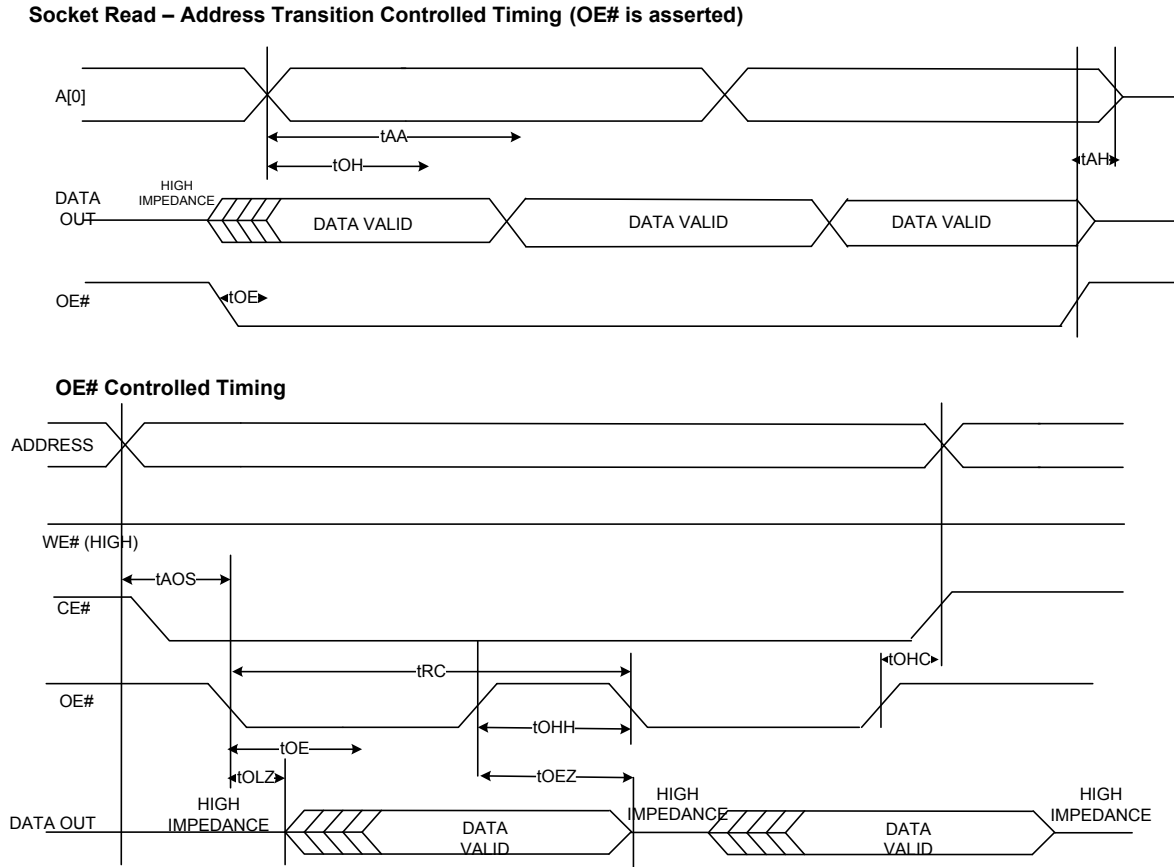 Socket Read – Address Transition Controlled Timing (OE# is asserted)
A[0]
tAA
tOH
tAH
DATA
OUT
HIGH
IMPEDANCE
DATA VALID
DATA VALID
DATA VALID
OE#
tOE
OE# Controlled Timing
ADDRESS
WE# (HIGH)
tAOS
CE#
tRC
tOHC
OE#
tOHH
tOE
tOEZ
tOLZ
DATA OUT
HIGH
IMPEDANCE
DATA
VALID
HIGH
IMPEDANCE
DATA
VALID
HIGH
IMPEDANCE